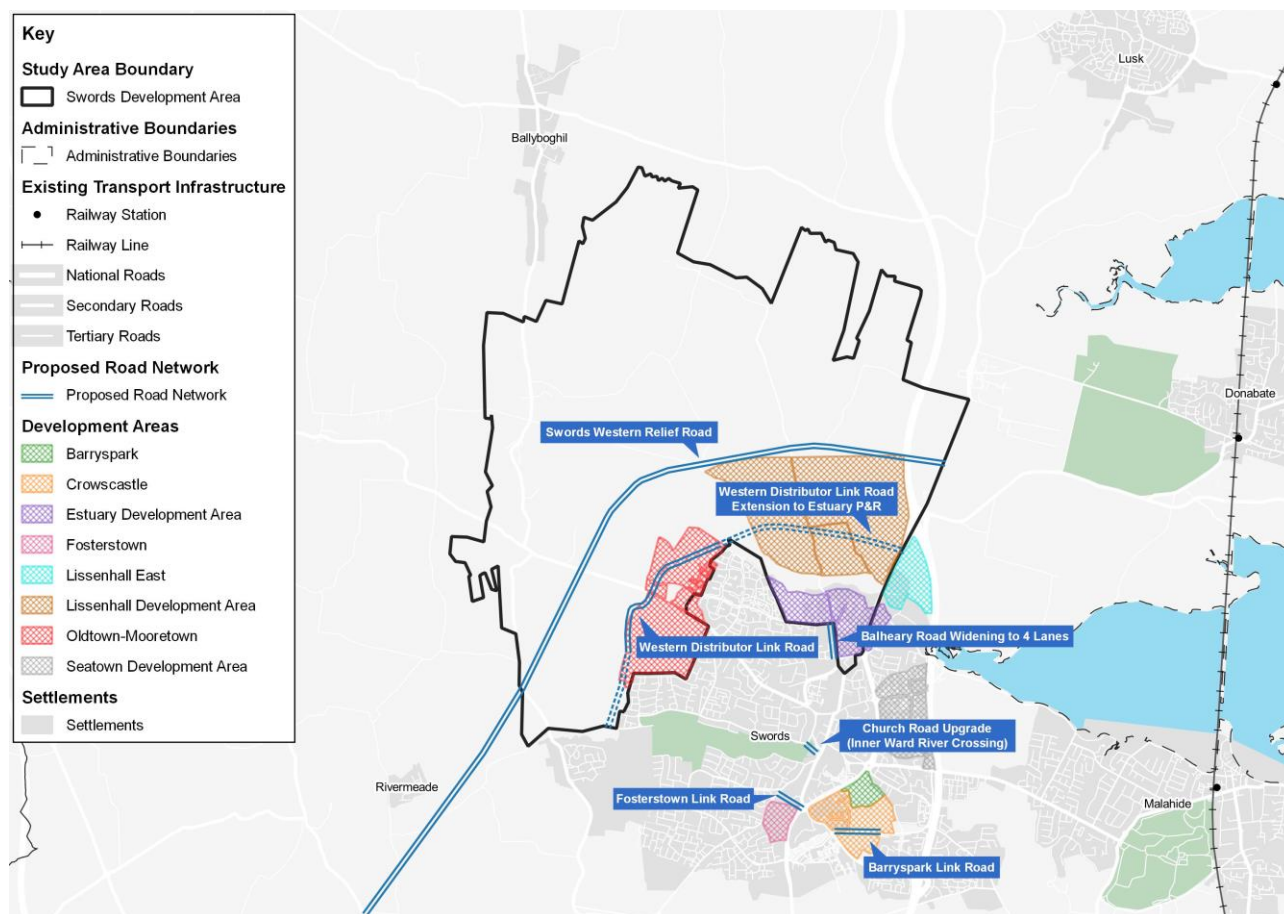 Key
Study Area Boundary
Swords Development Area
Administrative Boundaries
Administrative Boundaries
Existing Transport Infrastructure
Railway Station
Railway Line
National Roads
Secondary Roads
Tertiary Roads
Proposed Road Network
Proposed Road Network
Development Areas
Barryspark
Crowscastle
Estuary Development Area
Fosterstown
Lissenhall East
Lissenhall Development Area
Oldtown-Mooretown
Seatown Development Area
Settlements
Settlements
Lusk
Ballyboghil
Donabate
Swords Western Relief Road
Western Distributor Link Road
Extension to Estuary P&R
Western Distributor Link Road
Balheary Road Widening to 4 Lanes
Swords
Church Road Upgrade
(Inner Ward River Crossing)
Rivermeade
Fosterstown Link Road
Malahide
Barryspark Link Road